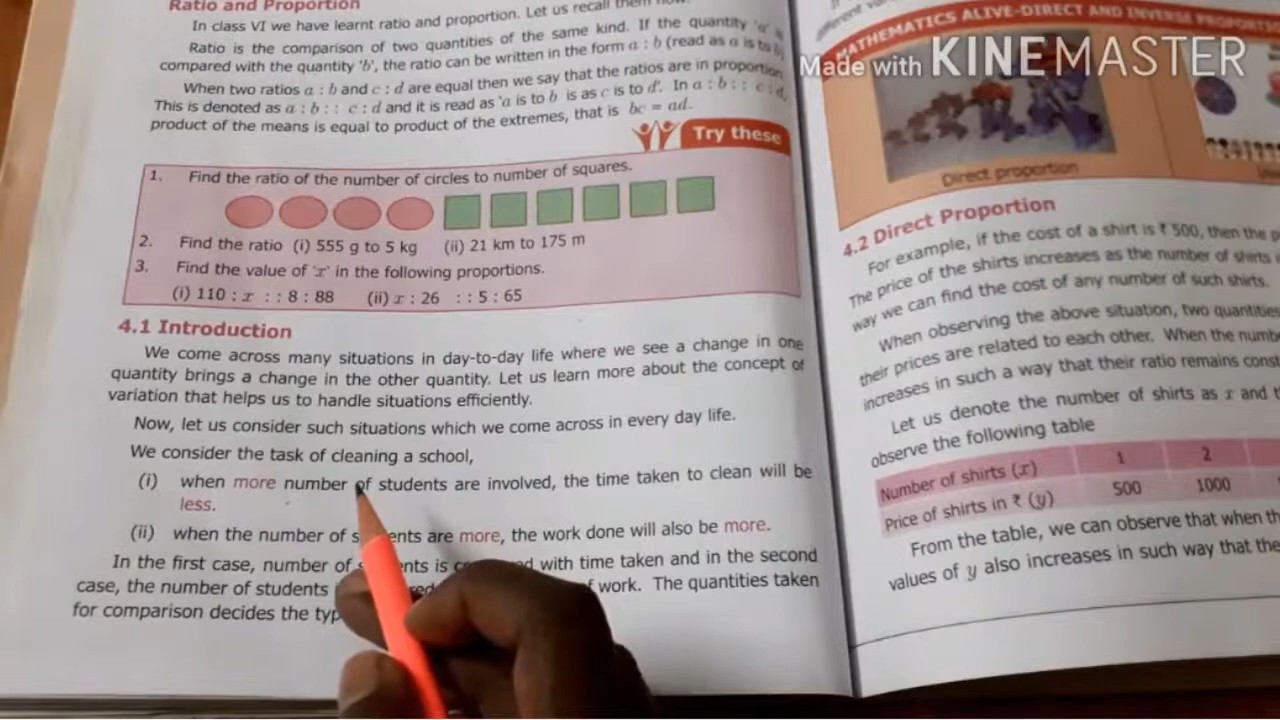 Ratio and Proportion
In class VI we have learnt ratio and proportion. Let us recall them now.
Ratio is the comparison of two quantities of the same kind. If the quantity 'a' is
compared with the quantity 'b', the ratio can be written in the form a : b (read as a is to b)
When two ratios a : b and c : d are equal then we say that the ratios are in proportion
This is denoted as a : b : : c : d and it is read as 'a is to b is as c is to d'. In a : b : : c : d,
product of the means is equal to product of the extremes, that is bc = ad.
Try these
1. Find the ratio of the number of circles to number of squares.
2. Find the ratio (i) 555 g to 5 kg (ii) 21 km to 175 m
3. Find the value of 'x' in the following proportions.
(i) 110 : x : : 8 : 88 (ii) x : 26 : : 5 : 65
4.1 Introduction
We come across many situations in day-to-day life where we see a change in one
quantity brings a change in the other quantity. Let us learn more about the concept of
variation that helps us to handle situations efficiently.
Now, let us consider such situations which we come across in every day life.
We consider the task of cleaning a school,
(i) when more number of students are involved, the time taken to clean will be
less.
(ii) when the number of are more, the work done will also be more.
In the first case, number of is with time taken and in the second
case, the number of students work. The quantities taken
for comparison decides the
MATHEMATICS ALIVE-DIRECT AND INVERSE
Made with KINEMASTER
Direct proportion
4.2 Direct Proportion
For example, if the cost of a shirt is ₹ 500, then the
The price of the shirts increases as the number of shirts
way we can find the cost of any number of such shirts.
When observing the above situation, two quantities
their prices are related to each other. When the
increases in such a way that their ratio remains
Let us denote the number of shirts as x and
observe the following table
Number of shirts (x) 1 2
Price of shirts in ₹ (y) 500 1000
From the table, we can observe that when
values of y also increases in such way that